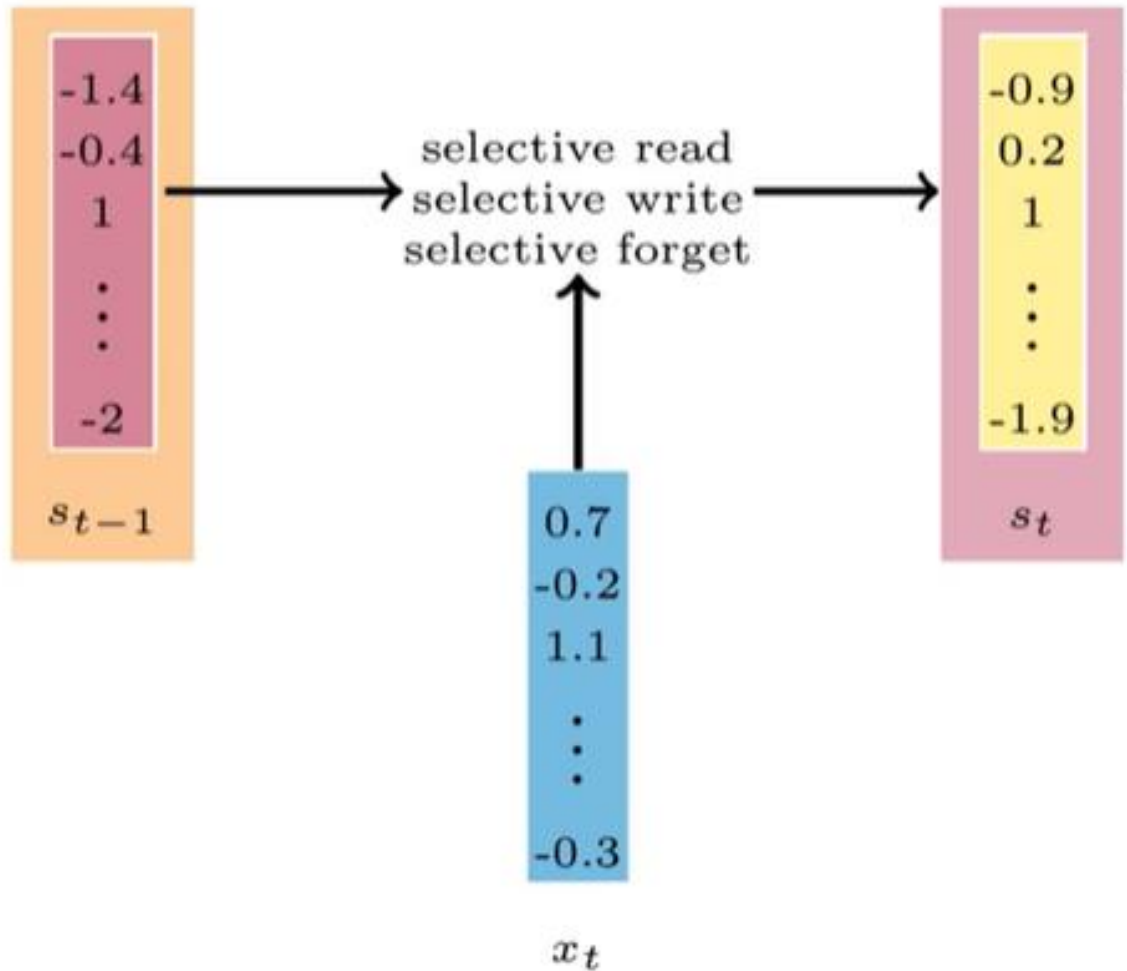 -1.4
-0.4
1
⋮
-2
s_{t-1}
selective read
selective write
selective forget
0.7
-0.2
1.1
⋮
-0.3
x_t
-0.9
0.2
1
⋮
-1.9
s_t